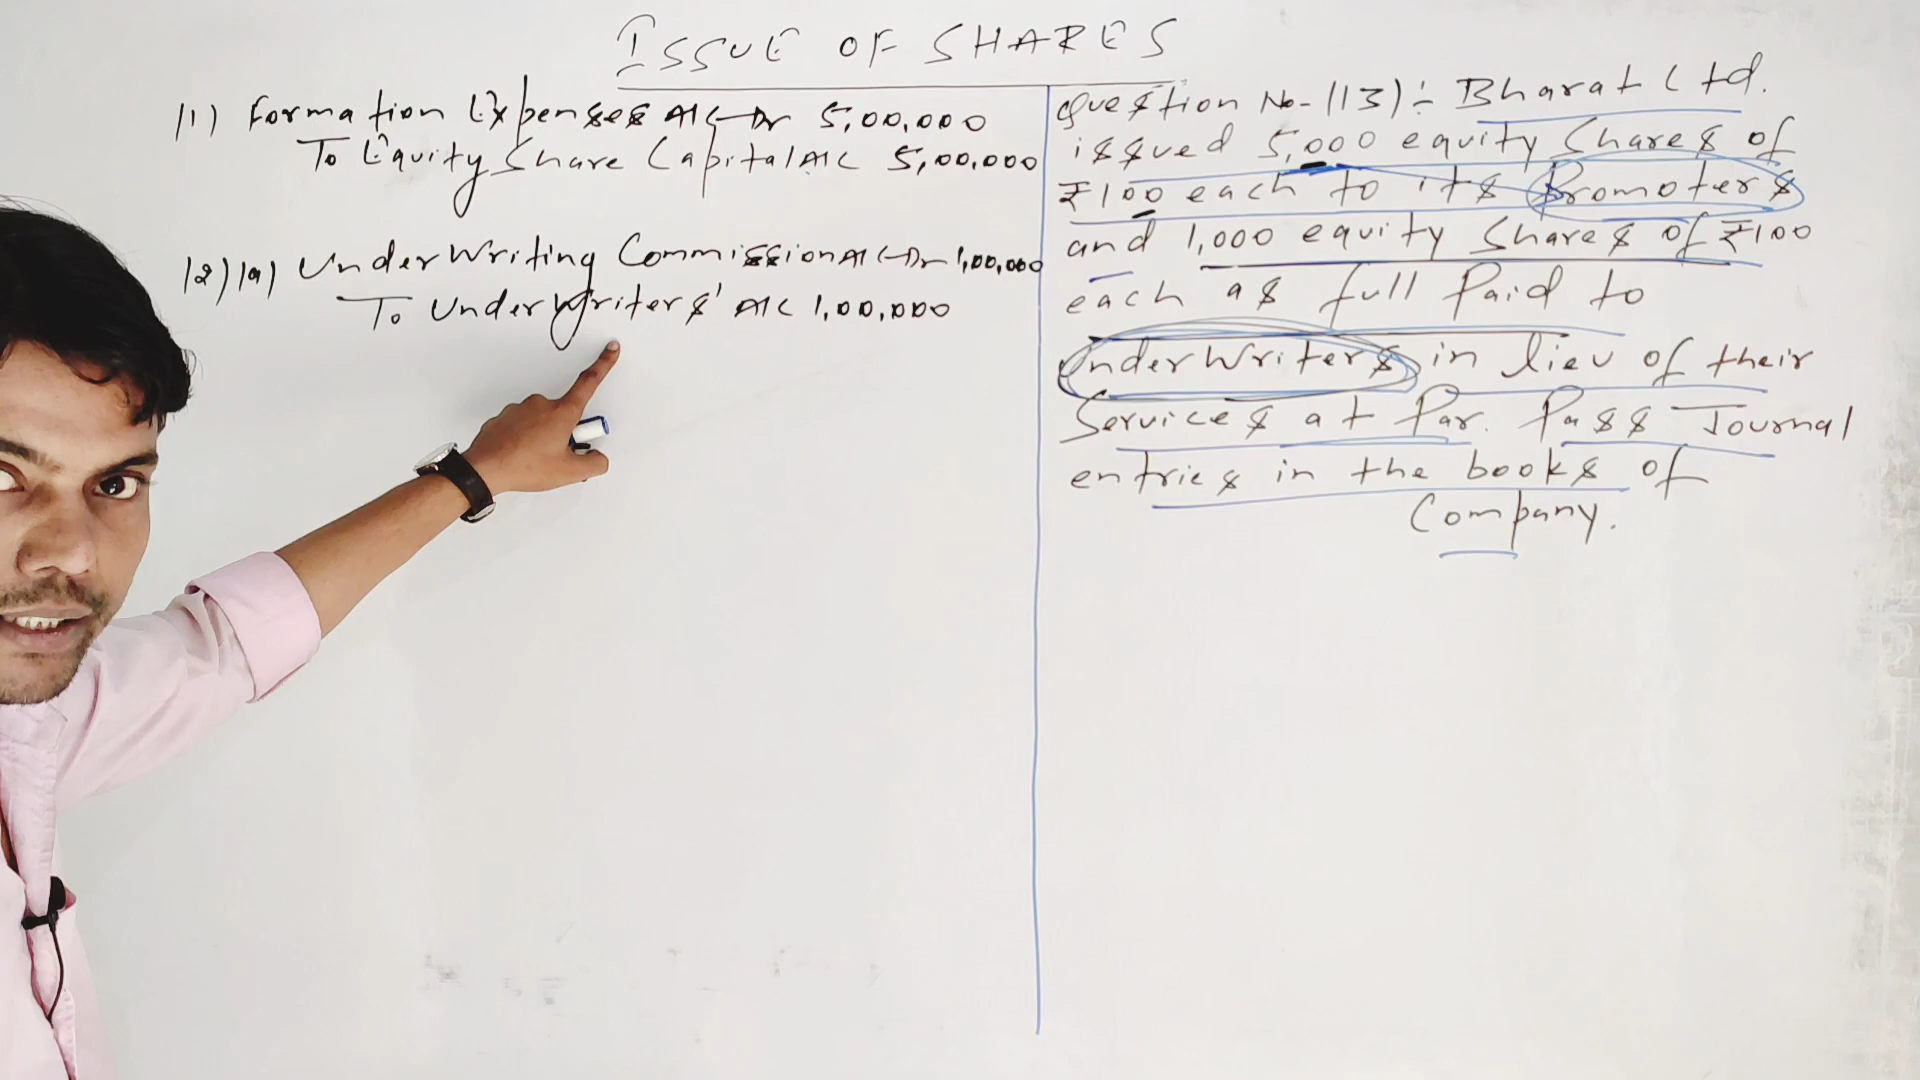 ISSUE OF SHARES
(1) Formation Expenses A/C Dr 5,00,000
To Equity Share Capital A/C 5,00,000
(2) (a) UnderWriting Commission A/C Dr 1,00,000
To UnderWriters' A/C 1,00,000
Question No-(13):- Bharat Ltd.
issued 5,000 equity Shares of
₹100 each to its Promoters
and 1,000 equity Shares of ₹100
each as full Paid to
UnderWriters in lieu of their
Services at Par. Pass Journal
entries in the books of
Company.